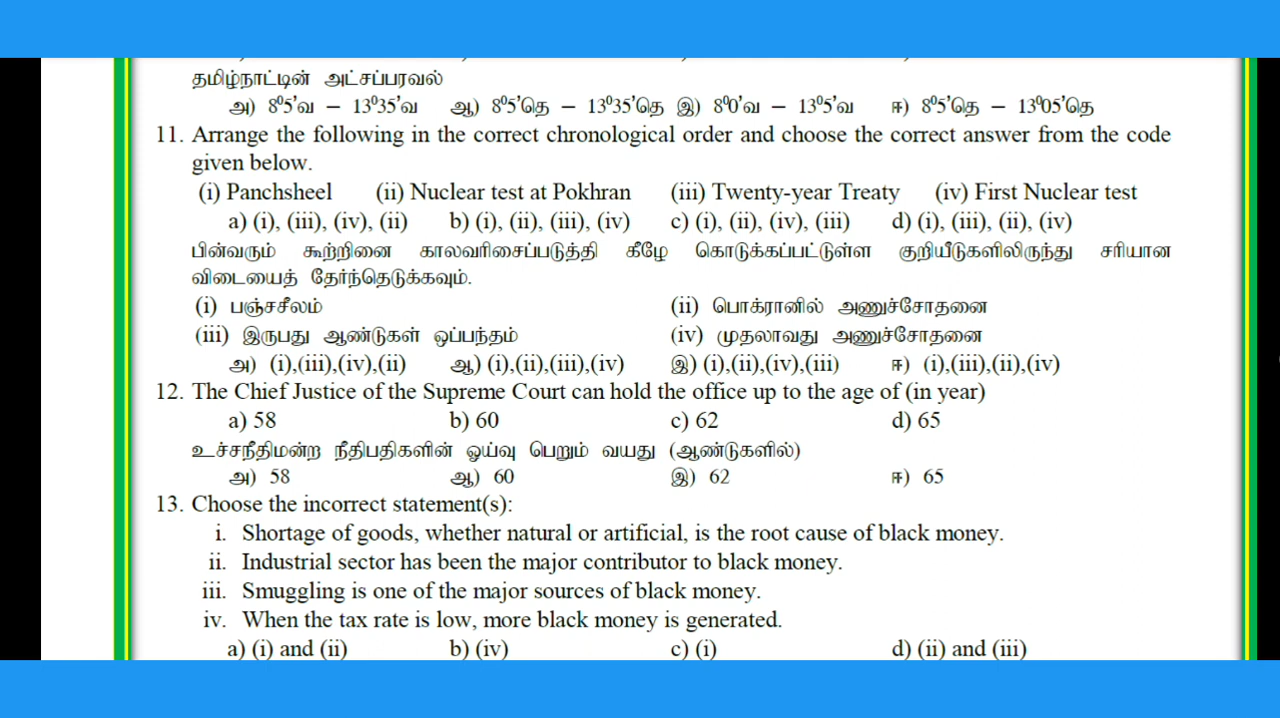 தமிழ்நாட்டின் அட்சப்பரவல்
அ) 8⁰5’வ – 13⁰35’வ ஆ) 8⁰5’தெ – 13⁰35’தெ இ) 8⁰0’வ – 13⁰5’வ ஈ) 8⁰5’தெ – 13⁰05’தெ
11. Arrange the following in the correct chronological order and choose the correct answer from the code
given below.
(i) Panchsheel (ii) Nuclear test at Pokhran (iii) Twenty-year Treaty (iv) First Nuclear test
a) (i), (iii), (iv), (ii) b) (i), (ii), (iii), (iv) c) (i), (ii), (iv), (iii) d) (i), (iii), (ii), (iv)
பின்வரும் கூற்றினை காலவரிசைப்படுத்தி கீழே கொடுக்கப்பட்டுள்ள குறியீடுகளிலிருந்து சரியான
விடையைத் தேர்ந்தெடுக்கவும்.
(i) பஞ்சசீலம் (ii) பொக்ரானில் அணுச்சோதனை
(iii) இருபது ஆண்டுகள் ஒப்பந்தம் (iv) முதலாவது அணுச்சோதனை
அ) (i),(iii),(iv),(ii) ஆ) (i),(ii),(iii),(iv) இ) (i),(ii),(iv),(iii) ஈ) (i),(iii),(ii),(iv)
12. The Chief Justice of the Supreme Court can hold the office up to the age of (in year)
a) 58 b) 60 c) 62 d) 65
உச்சநீதிமன்ற நீதிபதிகளின் ஓய்வு பெறும் வயது (ஆண்டுகளில்)
அ) 58 ஆ) 60 இ) 62 ஈ) 65
13. Choose the incorrect statement(s):
i. Shortage of goods, whether natural or artificial, is the root cause of black money.
ii. Industrial sector has been the major contributor to black money.
iii. Smuggling is one of the major sources of black money.
iv. When the tax rate is low, more black money is generated.
a) (i) and (ii) b) (iv) c) (i) d) (ii) and (iii)